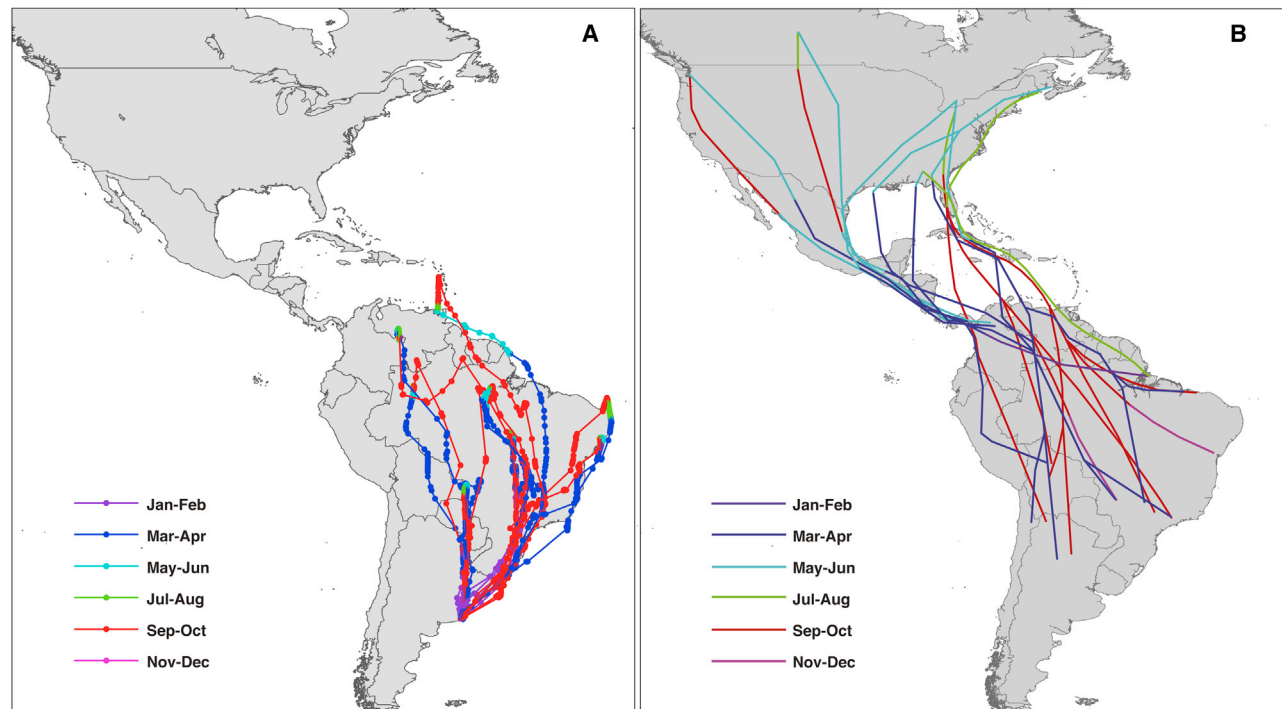 A
Jan-Feb
Mar-Apr
May-Jun
Jul-Aug
Sep-Oct
Nov-Dec
B
Jan-Feb
Mar-Apr
May-Jun
Jul-Aug
Sep-Oct
Nov-Dec